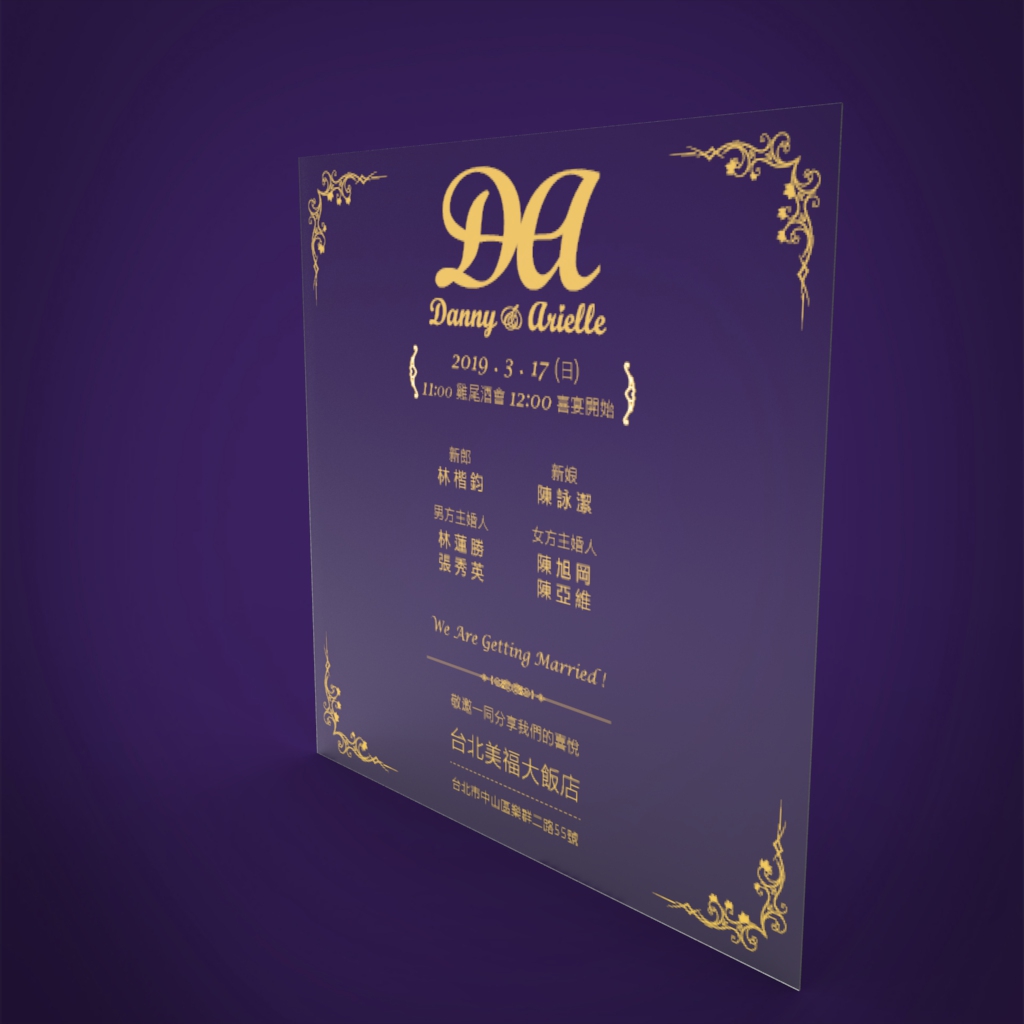 DA
Danny & Arielle
2019 . 3 . 17 (日)
11:00 雞尾酒會 12:00 喜宴開始
新郎
林楷鈞
新娘
陳詠潔
男方主婚人
林蓮勝
張秀英
女方主婚人
陳旭岡
陳亞維
We Are Getting Married !
敬邀一同分享我們的喜悅
台北美福大飯店
台北市中山區樂群二路55號